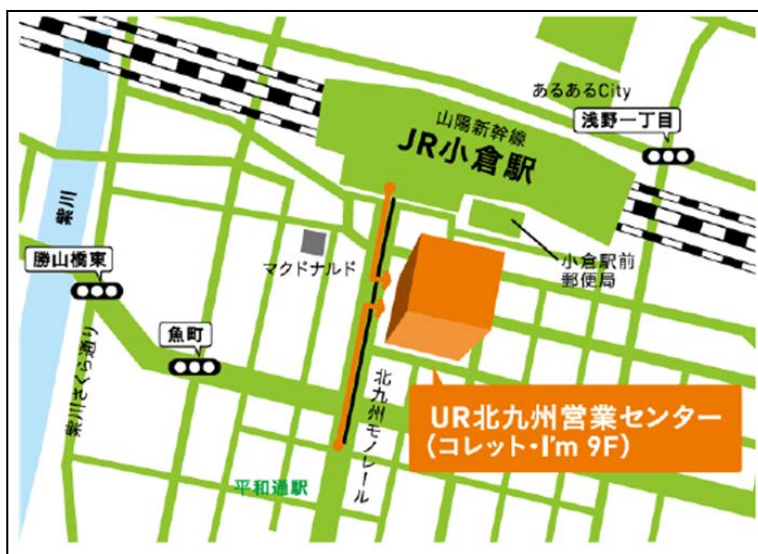 あるあるCity
浅野一丁目
山陽新幹線
JR小倉駅
紫川
小倉駅前
郵便局
マクドナルド
勝山橋東
魚町
紫川さくら通り
北九州モノレール
UR北九州営業センター
(コレット・I'm 9F)
平和通駅